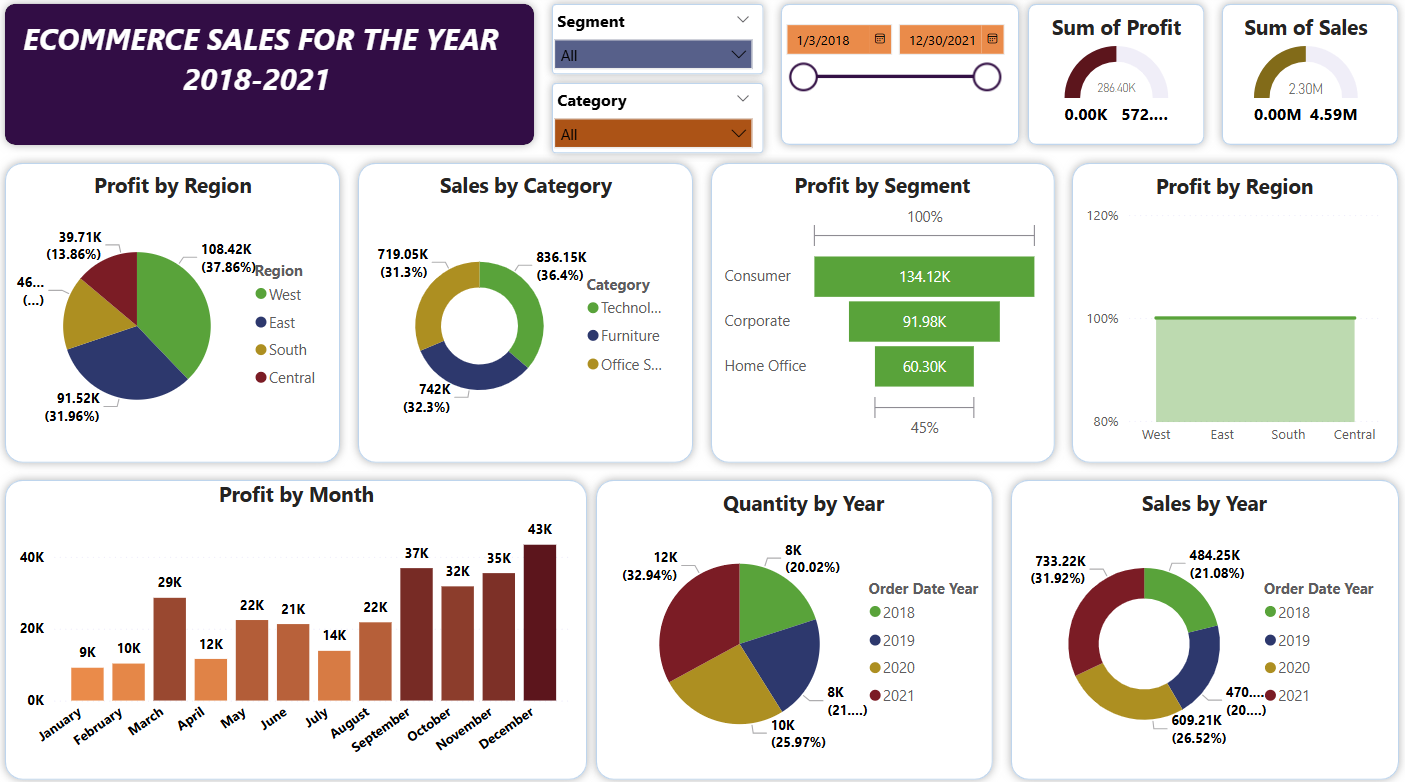 ECOMMERCE SALES FOR THE YEAR
2018-2021
Segment
All
Category
All
1/3/2018
12/30/2021
Sum of Profit
286.40K
0.00K 572....
Sum of Sales
2.30M
0.00M 4.59M
Profit by Region
39.71K
(13.86%)
108.42K
(37.86%)
46...
(...)
91.52K
(31.96%)
Region
West
East
South
Central
Sales by Category
719.05K
(31.3%)
836.15K
(36.4%)
742K
(32.3%)
Category
Technol...
Furniture
Office S...
Profit by Segment
100%
Consumer 134.12K
Corporate 91.98K
Home Office 60.30K
45%
Profit by Region
120%
100%
80%
West East South Central
Profit by Month
40K
20K
0K
9K
10K
29K
12K
22K
21K
14K
22K
37K
32K
35K
43K
January
February
March
April
May
June
July
August
September
October
November
December
Quantity by Year
12K
(32.94%)
8K
(20.02%)
8K
(21....)
10K
(25.97%)
Order Date Year
2018
2019
2020
2021
Sales by Year
733.22K
(31.92%)
484.25K
(21.08%)
470....
(20....)
609.21K
(26.52%)
Order Date Year
2018
2019
2020
2021